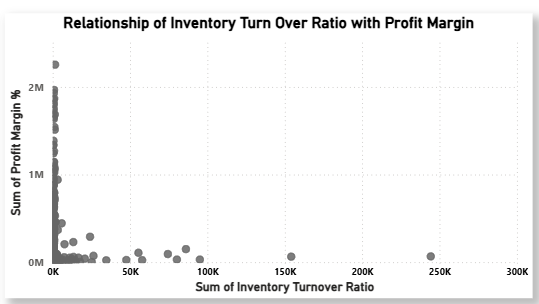 Relationship of Inventory Turn Over Ratio with Profit Margin
Sum of Profit Margin %
2M
1M
0M
0K 50K 100K 150K 200K 250K 300K
Sum of Inventory Turnover Ratio